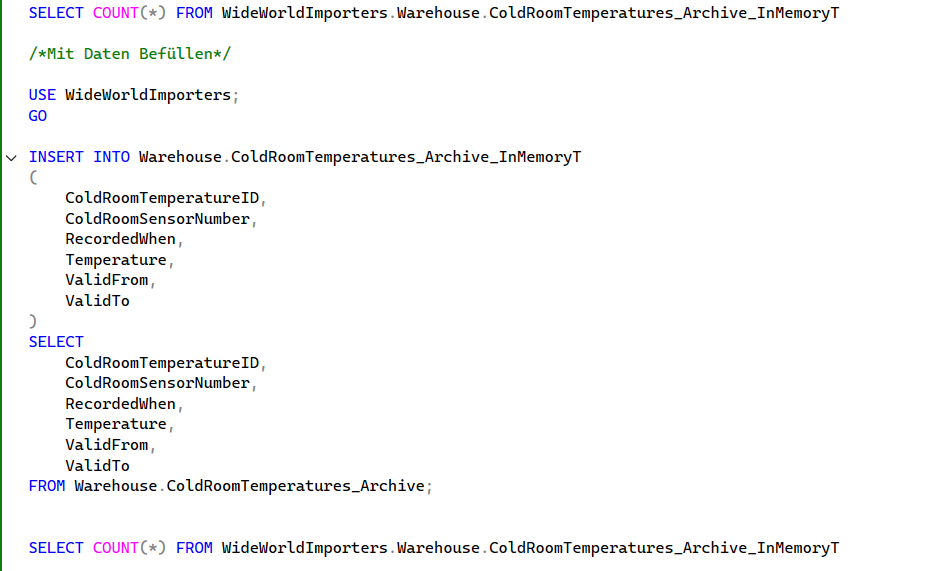 SELECT COUNT(*) FROM WideWorldImporters.Warehouse.ColdRoomTemperatures_Archive_InMemoryT
/*Mit Daten Befüllen*/
USE WideWorldImporters;
GO
INSERT INTO Warehouse.ColdRoomTemperatures_Archive_InMemoryT
(
ColdRoomTemperatureID,
ColdRoomSensorNumber,
RecordedWhen,
Temperature,
ValidFrom,
ValidTo
)
SELECT
ColdRoomTemperatureID,
ColdRoomSensorNumber,
RecordedWhen,
Temperature,
ValidFrom,
ValidTo
FROM Warehouse.ColdRoomTemperatures_Archive;
SELECT COUNT(*) FROM WideWorldImporters.Warehouse.ColdRoomTemperatures_Archive_InMemoryT